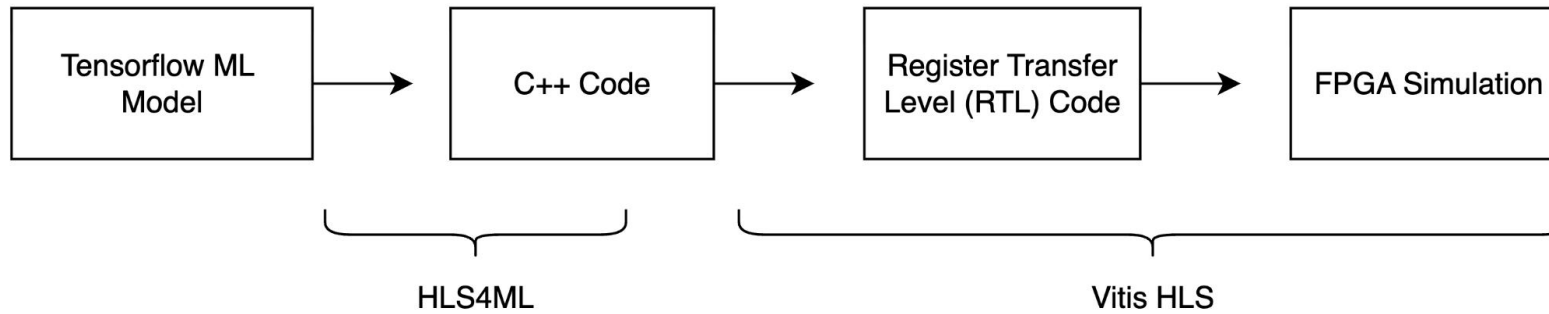 Tensorflow ML
Model
C++ Code
Register Transfer
Level (RTL) Code
FPGA Simulation
HLS4ML
Vitis HLS